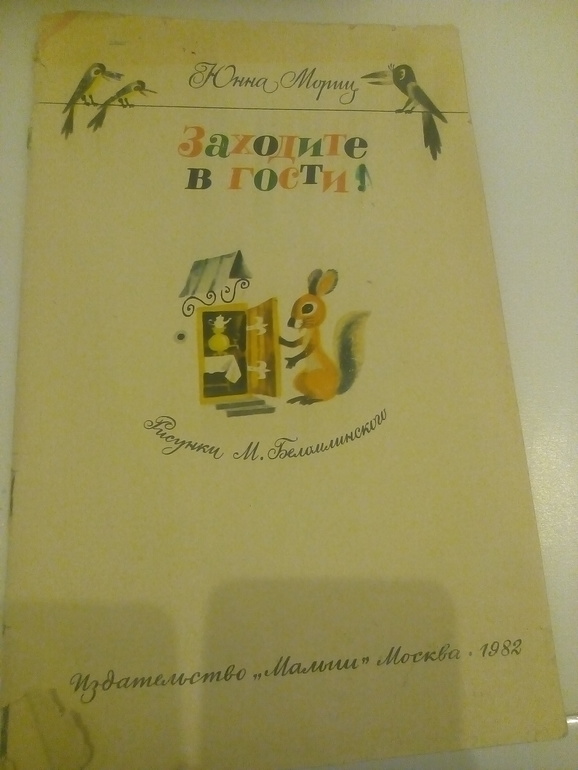 Юнна Мориц
Заходите
в гости!
Рисунки М. Беломлинского
Издательство „Малыш” Москва · 1982